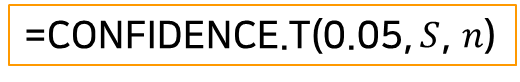 =CONFIDENCE.T(0.05, S, n)